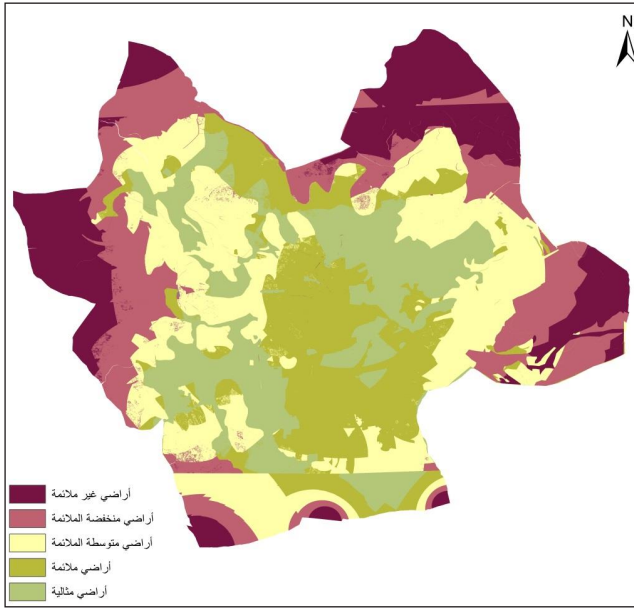 N
أراضي غير ملائمة
أراضي منخفضة الملائمة
أراضي متوسطة الملائمة
أراضي ملائمة
أراضي مثالية